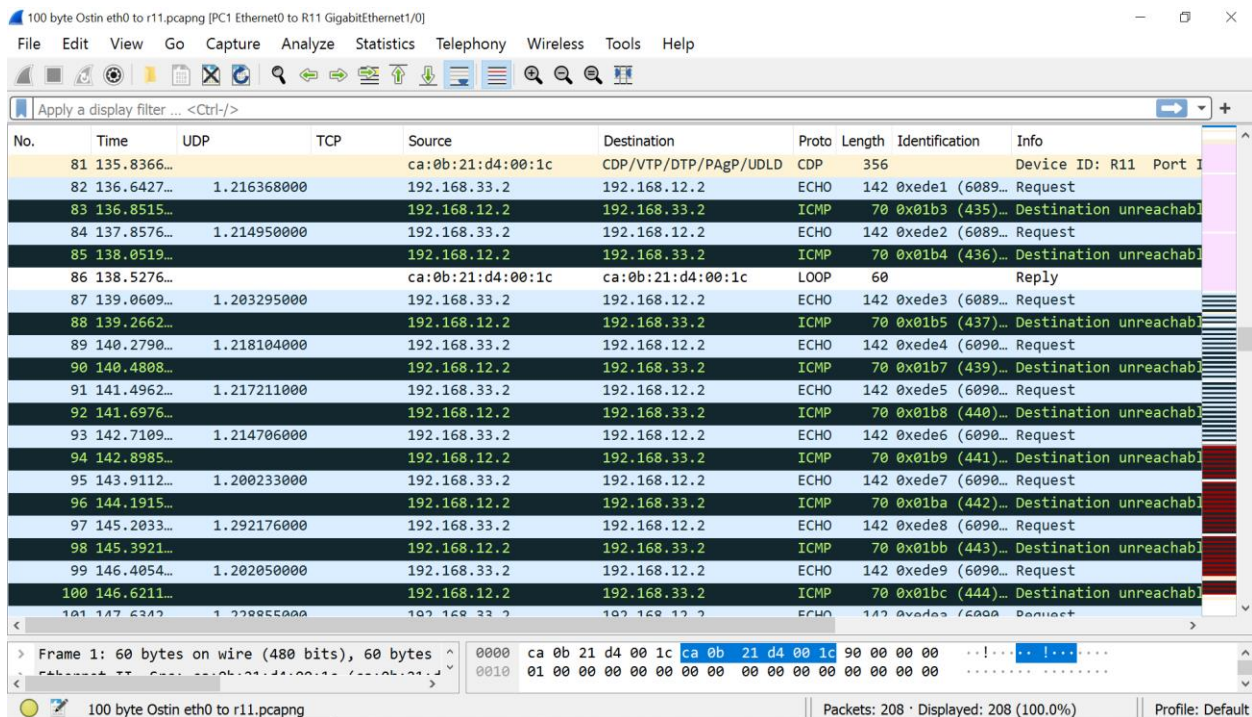 100 byte Ostin eth0 to r11.pcapng [PC1 Ethernet0 to R11 GigabitEthernet1/0]
File Edit View Go Capture Analyze Statistics Telephony Wireless Tools Help
Apply a display filter ... <Ctrl-/>
No. Time UDP TCP Source Destination Proto Length Identification Info
81 135.8366… ca:0b:21:d4:00:1c CDP/VTP/DTP/PAgP/UDLD CDP 356 Device ID: R11 Port I
82 136.6427… 1.216368000 192.168.33.2 192.168.12.2 ECHO 142 0xede1 (6089… Request
83 136.8515… 192.168.12.2 192.168.33.2 ICMP 70 0x01b3 (435)… Destination unreachabl
84 137.8576… 1.214950000 192.168.33.2 192.168.12.2 ECHO 142 0xede2 (6089… Request
85 138.0519… 192.168.12.2 192.168.33.2 ICMP 70 0x01b4 (436)… Destination unreachabl
86 138.5276… ca:0b:21:d4:00:1c ca:0b:21:d4:00:1c LOOP 60 Reply
87 139.0609… 1.203295000 192.168.33.2 192.168.12.2 ECHO 142 0xede3 (6089… Request
88 139.2662… 192.168.12.2 192.168.33.2 ICMP 70 0x01b5 (437)… Destination unreachabl
89 140.2790… 1.218104000 192.168.33.2 192.168.12.2 ECHO 142 0xede4 (6090… Request
90 140.4808… 192.168.12.2 192.168.33.2 ICMP 70 0x01b7 (439)… Destination unreachabl
91 141.4962… 1.217211000 192.168.33.2 192.168.12.2 ECHO 142 0xede5 (6090… Request
92 141.6976… 192.168.12.2 192.168.33.2 ICMP 70 0x01b8 (440)… Destination unreachabl
93 142.7109… 1.214706000 192.168.33.2 192.168.12.2 ECHO 142 0xede6 (6090… Request
94 142.8985… 192.168.12.2 192.168.33.2 ICMP 70 0x01b9 (441)… Destination unreachabl
95 143.9112… 1.200233000 192.168.33.2 192.168.12.2 ECHO 142 0xede7 (6090… Request
96 144.1915… 192.168.12.2 192.168.33.2 ICMP 70 0x01ba (442)… Destination unreachabl
97 145.2033… 1.292176000 192.168.33.2 192.168.12.2 ECHO 142 0xede8 (6090… Request
98 145.3921… 192.168.12.2 192.168.33.2 ICMP 70 0x01bb (443)… Destination unreachabl
99 146.4054… 1.202050000 192.168.33.2 192.168.12.2 ECHO 142 0xede9 (6090… Request
100 146.6211… 192.168.12.2 192.168.33.2 ICMP 70 0x01bc (444)… Destination unreachabl
101 147.6342 1.228855000 192.168.33.2 192.168.12.2 ECHO 142 0xedea (6090 Request
Frame 1: 60 bytes on wire (480 bits), 60 bytes 0000 ca 0b 21 d4 00 1c ca 0b 21 d4 00 1c 90 00 00 00 ··!····· !·······
0010 01 00 00 00 00 00 00 00 00 00 00 00 00 00 00 00 ········ ········
100 byte Ostin eth0 to r11.pcapng Packets: 208 · Displayed: 208 (100.0%) Profile: Default